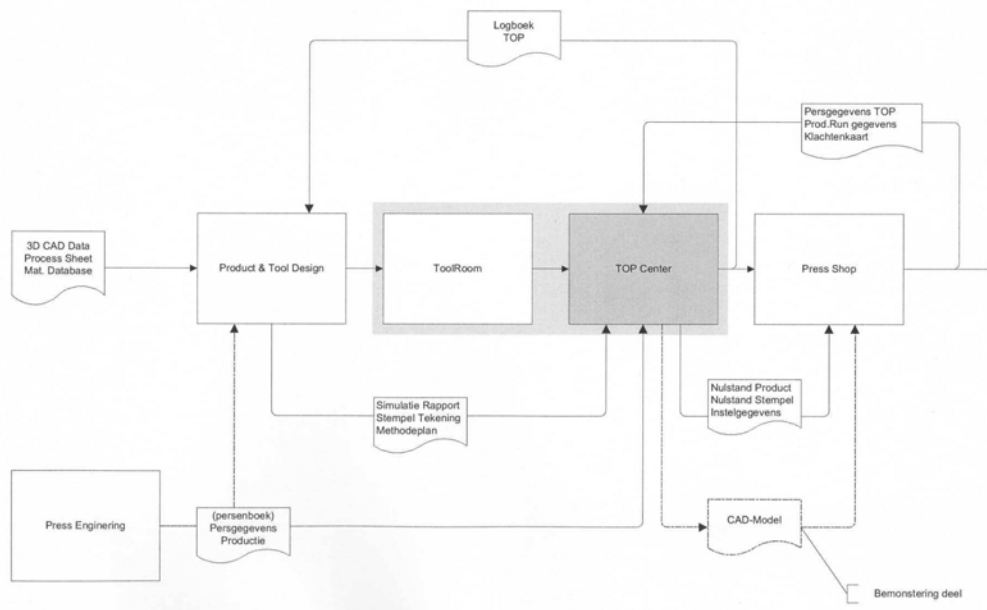 Logboek
TOP
Persgegevens TOP
Prod.Run gegevens
Klachtenkaart
3D CAD Data
Process Sheet
Mat. Database
Product & Tool Design
ToolRoom
TOP Center
Press Shop
Simulatie Rapport
Stempel Tekening
Methodeplan
Nulstand Product
Nulstand Stempel
Instelgegevens
Press Enginering
(persenboek)
Persgegevens
Productie
CAD-Model
Bemonstering deel